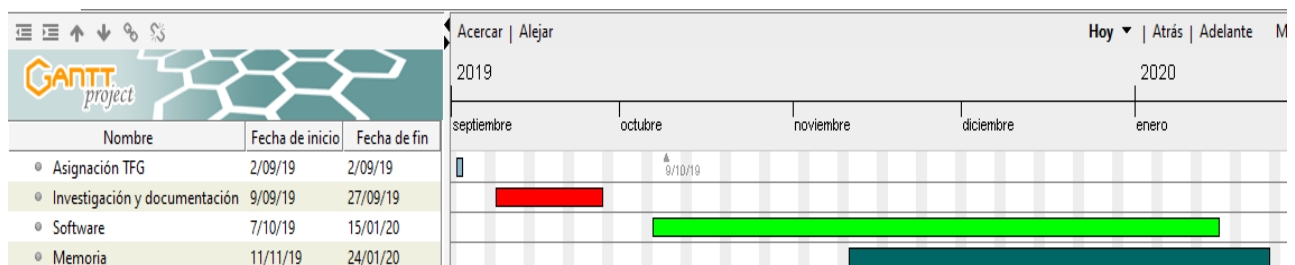 Acercar | Alejar
Hoy ▼ | Atrás | Adelante M
GANTT
project
2019
2020
septiembre
octubre
noviembre
diciembre
enero
Nombre Fecha de inicio Fecha de fin
Asignación TFG 2/09/19 2/09/19
9/10/19
Investigación y documentación 9/09/19 27/09/19
Software 7/10/19 15/01/20
Memoria 11/11/19 24/01/20